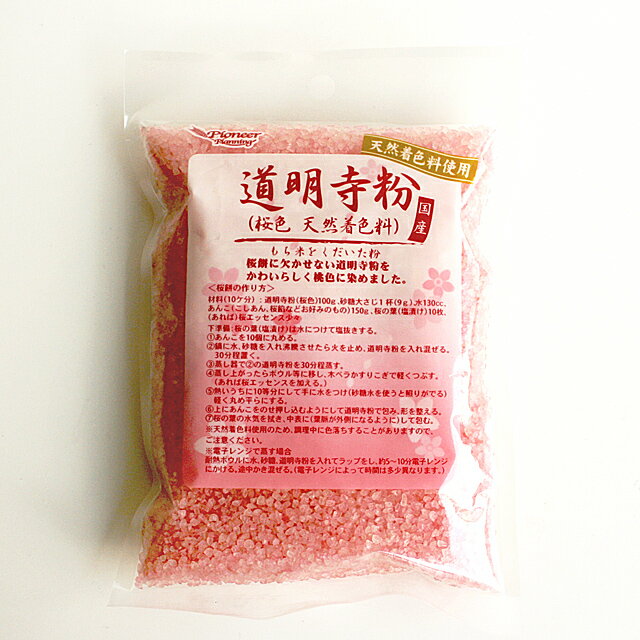 Pioneer
Planning
天然着色料使用
道明寺粉
国産
(桜色 天然着色料)
もち米をくだいた粉
桜餅に欠かせない道明寺粉を
かわいらしく桃色に染めました。
<桜餅の作り方>
材料(10ケ分):道明寺粉(桜色)100g、砂糖大さじ1杯(9g)、水130cc、
あんこ(こしあん、桜餡などお好みのもの)150g、桜の葉(塩漬け)10枚、
(あれば)桜エッセンス少々
下準備:桜の葉(塩漬け)は水につけて塩抜きする。
①あんこを10個に丸める。
②鍋に水、砂糖を入れ沸騰させたら火を止め、道明寺粉を入れ混ぜる。
30分程置く。
③蒸し器で②の道明寺粉を30分程蒸す。
④蒸し上がったらボウル等に移し、木ベラかすりこぎで軽くつぶす。
(あれば桜エッセンスを加える。)
⑤熱いうちに10等分にして手に水をつけ(砂糖水を使うと照りがでる)
軽く丸め平らにする。
⑥上にあんこをのせ押し込むようにして道明寺粉で包み、形を整える。
⑦桜の葉の水気を拭き、中表に(葉脈が外側になるように)して包む。
※天然着色料使用のため、調理中に色落ちすることがありますので、
ご注意ください。
※電子レンジで蒸す場合
耐熱ボウルに水、砂糖、道明寺粉を入れてラップをし、約5~10分電子レンジ
にかける。途中かき混ぜる。(電子レンジによって時間は多少異なります。)